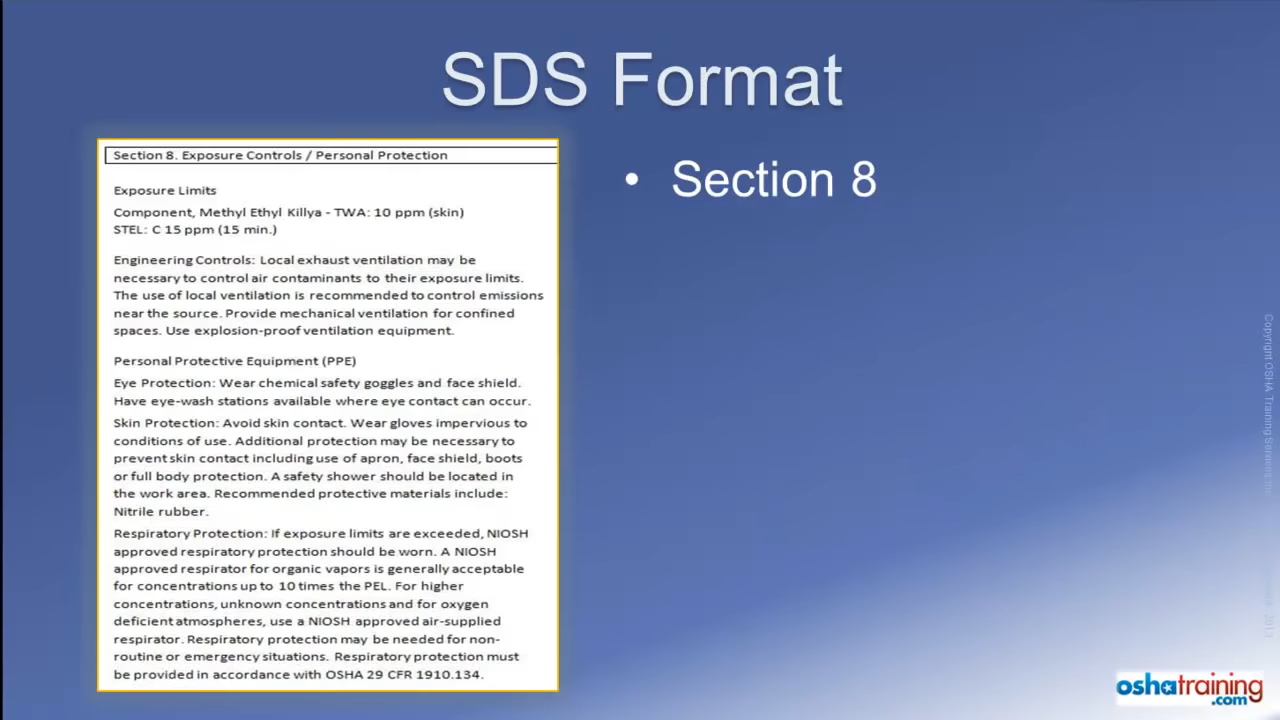 SDS Format
Section 8. Exposure Controls / Personal Protection
Exposure Limits
Component, Methyl Ethyl Killya - TWA: 10 ppm (skin)
STEL: C 15 ppm (15 min.)
Engineering Controls: Local exhaust ventilation may be
necessary to control air contaminants to their exposure limits.
The use of local ventilation is recommended to control emissions
near the source. Provide mechanical ventilation for confined
spaces. Use explosion-proof ventilation equipment.
Personal Protective Equipment (PPE)
Eye Protection: Wear chemical safety goggles and face shield.
Have eye-wash stations available where eye contact can occur.
Skin Protection: Avoid skin contact. Wear gloves impervious to
conditions of use. Additional protection may be necessary to
prevent skin contact including use of apron, face shield, boots
or full body protection. A safety shower should be located in
the work area. Recommended protective materials include:
Nitrile rubber.
Respiratory Protection: If exposure limits are exceeded, NIOSH
approved respiratory protection should be worn. A NIOSH
approved respirator for organic vapors is generally acceptable
for concentrations up to 10 times the PEL. For higher
concentrations, unknown concentrations and for oxygen
deficient atmospheres, use a NIOSH approved air-supplied
respirator. Respiratory protection may be needed for non-
routine or emergency situations. Respiratory protection must
be provided in accordance with OSHA 29 CFR 1910.134.
• Section 8
Copyright OSHA Training Services
oshatraining
.com